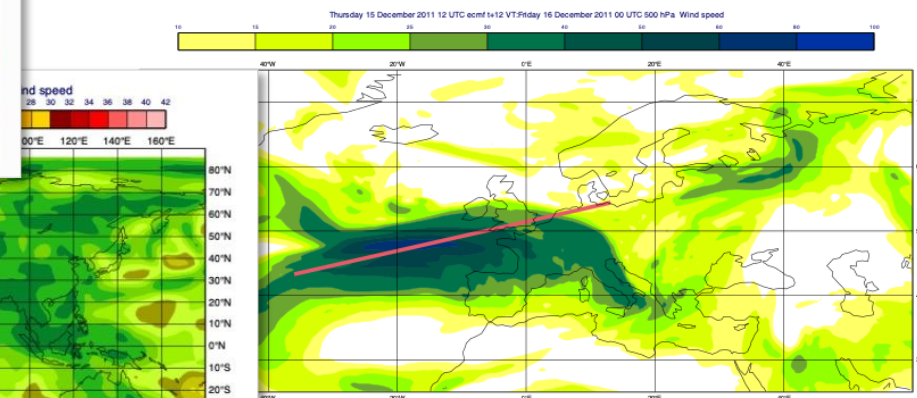 Thursday 15 December 2011 12 UTC ecmf t+12 VT:Friday 16 December 2011 00 UTC 500 hPa Wind speed
10 15 20 25 30 40 50 60 80 100
40°W 20°W 0°E 20°E 40°E
nd speed
28 30 32 34 36 38 40 42
00°E 120°E 140°E 160°E
80°N
70°N
60°N
50°N
40°N
30°N
20°N
10°N
0°N
10°S
20°S